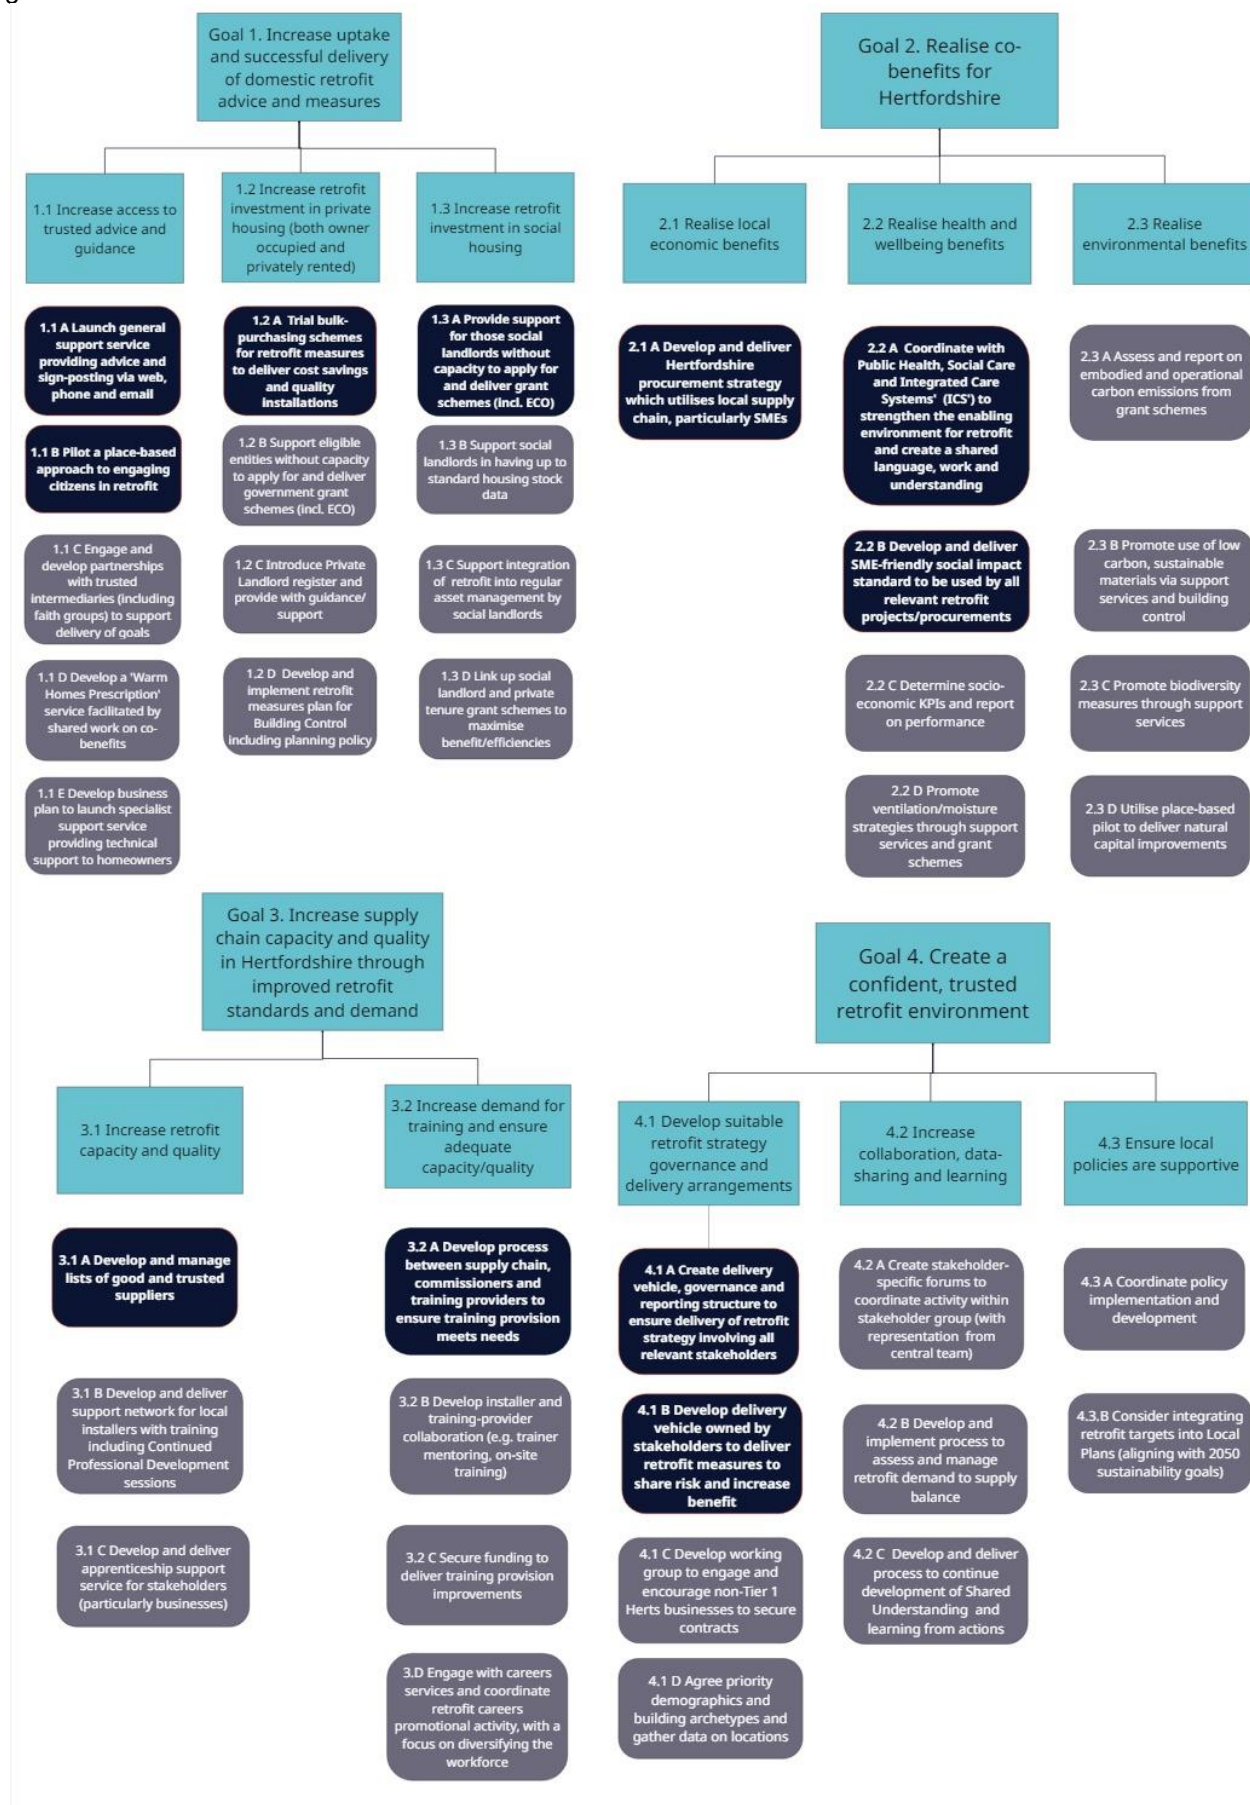 Goal 1. Increase uptake
and successful delivery
of domestic retrofit
advice and measures
1.1 Increase access to
trusted advice and
guidance
1.1 A Launch general
support service
providing advice and
sign-posting via web,
phone and email
1.1 B Pilot a place-based
approach to engaging
citizens in retrofit
1.1 C Engage and
develop partnerships
with trusted
intermediaries (including
faith groups) to support
delivery of goals
1.1 D Develop a 'Warm
Homes Prescription'
service facilitated by
shared work on co-
benefits
1.1 E Develop business
plan to launch specialist
support service
providing technical
support to homeowners
1.2 Increase retrofit
investment in private
housing (both owner
occupied and
privately rented)
1.2 A Trial bulk-
purchasing schemes
for retrofit measures
to deliver cost savings
and quality
installations
1.2 B Support eligible
entities without capacity
to apply for and deliver
government grant
schemes (incl. ECO)
1.2 C Introduce Private
Landlord register and
provide with guidance/
support
1.2 D Develop and
implement retrofit
measures plan for
Building Control
including planning policy
1.3 Increase retrofit
investment in social
housing
1.3 A Provide support
for those social
landlords without
capacity to apply for
and deliver grant
schemes (incl. ECO)
1.3 B Support social
landlords in having up to
standard housing stock
data
1.3 C Support integration
of retrofit into regular
asset management by
social landlords
1.3 D Link up social
landlord and private
tenure grant schemes to
maximise
benefit/efficiencies
Goal 2. Realise co-
benefits for
Hertfordshire
2.1 Realise local
economic benefits
2.1 A Develop and deliver
Hertfordshire
procurement strategy
which utilises local supply
chain, particularly SMEs
2.2 Realise health and
wellbeing benefits
2.2 A Coordinate with
Public Health, Social Care
and Integrated Care
Systems' (ICS') to
strengthen the enabling
environment for retrofit
and create a shared
language, work and
understanding
2.2 B Develop and deliver
SME-friendly social impact
standard to be used by all
relevant retrofit
projects/procurements
2.2 C Determine socio-
economic KPIs and report
on performance
2.2 D Promote
ventilation/moisture
strategies through support
services and grant
schemes
2.3 Realise
environmental benefits
2.3 A Assess and report on
embodied and operational
carbon emissions from
grant schemes
2.3 B Promote use of low
carbon, sustainable
materials via support
services and building
control
2.3 C Promote biodiversity
measures through support
services
2.3 D Utilise place-based
pilot to deliver natural
capital improvements
Goal 3. Increase supply
chain capacity and quality
in Hertfordshire through
improved retrofit
standards and demand
3.1 Increase retrofit
capacity and quality
3.1 A Develop and manage
lists of good and trusted
suppliers
3.1 B Develop and deliver
support network for local
installers with training
including Continued
Professional Development
sessions
3.1 C Develop and deliver
apprenticeship support
service for stakeholders
(particularly businesses)
3.2 Increase demand for
training and ensure
adequate
capacity/quality
3.2 A Develop process
between supply chain,
commissioners and
training providers to
ensure training provision
meets needs
3.2 B Develop installer and
training-provider
collaboration (e.g. trainer
mentoring, on-site
training)
3.2 C Secure funding to
deliver training provision
improvements
3.D Engage with careers
services and coordinate
retrofit careers
promotional activity, with a
focus on diversifying the
workforce
Goal 4. Create a
confident, trusted
retrofit environment
4.1 Develop suitable
retrofit strategy
governance and
delivery arrangements
4.1 A Create delivery
vehicle, governance and
reporting structure to
ensure delivery of retrofit
strategy involving all
relevant stakeholders
4.1 B Develop delivery
vehicle owned by
stakeholders to deliver
retrofit measures to
share risk and increase
benefit
4.1 C Develop working
group to engage and
encourage non-Tier 1
Herts businesses to secure
contracts
4.1 D Agree priority
demographics and
building archetypes and
gather data on locations
4.2 Increase
collaboration, data-
sharing and learning
4.2 A Create stakeholder-
specific forums to
coordinate activity within
stakeholder group (with
representation from
central team)
4.2 B Develop and
implement process to
assess and manage
retrofit demand to supply
balance
4.2 C Develop and deliver
process to continue
development of Shared
Understanding and
learning from actions
4.3 Ensure local
policies are supportive
4.3 A Coordinate policy
implementation and
development
4.3.B Consider integrating
retrofit targets into Local
Plans (aligning with 2050
sustainability goals)